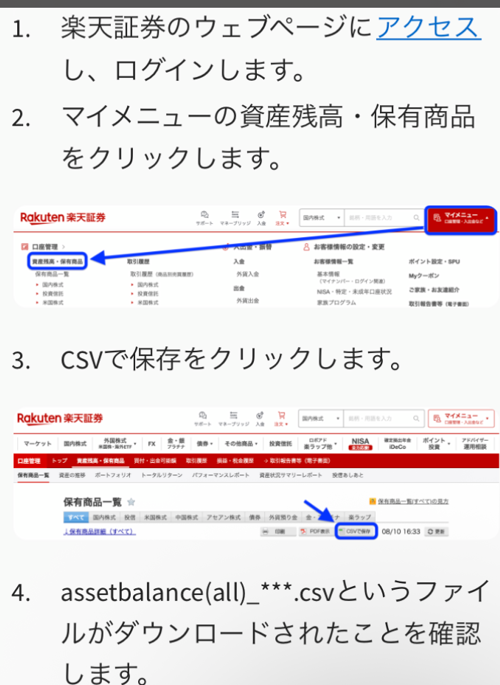 1. 楽天証券のウェブページにアクセス
し、ログインします。
2. マイメニューの資産残高・保有商品
をクリックします。
Rakuten 楽天証券
サポート マネーブリッジ 入金 注文 国内株式 銘柄・用語を入力 マイメニュー
口座管理・入出金など
口座管理 入出金・振替 お客様情報の設定・変更
資産残高・保有商品 取引履歴 入金 お客様情報一覧 ポイント設定・SPU
保有商品一覧 取引履歴(商品別売買履歴) 外貨入金 基本情報 Myクーポン
(マイナンバー・ログイン関連)
国内株式 国内株式 出金 NISA・特定・未成年口座状況 ご家族・お友達紹介
投資信託 投資信託
米国株式 米国株式 外貨出金 家族プログラム 取引報告書等(電子書面)
3. CSVで保存をクリックします。
Rakuten 楽天証券
サポート マネーブリッジ 入金 注文 国内株式 銘柄・用語を入力 マイメニュー
口座管理・入出金など
マーケット 国内株式 外国株式 米国株・海外ETF FX 金・銀 プラチナ 債券 その他商品 投資信託 ロボアド 楽ラップ他 NISA 確定拠出年金 iDeCo ポイント投資 アドバイザー 運用相談
口座管理 トップ 資産残高・保有商品 買付・出金可能額 取引履歴 損益・税金履歴 取引報告書等(電子書面)
保有商品一覧 資産の推移 ポートフォリオ トータルリターン パフォーマンスレポート 資産状況サマリーレポート 投信あしあと
保有商品一覧 保有商品一覧(すべて)の見方
すべて 国内株式 投信 米国株式 中国株式 アセアン株式 債券 外貨預り金 金・ 楽ラップ
↓保有商品詳細(すべて) 印刷 PDF表示 CSVで保存 08/10 16:33 更新
4. assetbalance(all)_***.csvというファイ
ルがダウンロードされたことを確認
します。